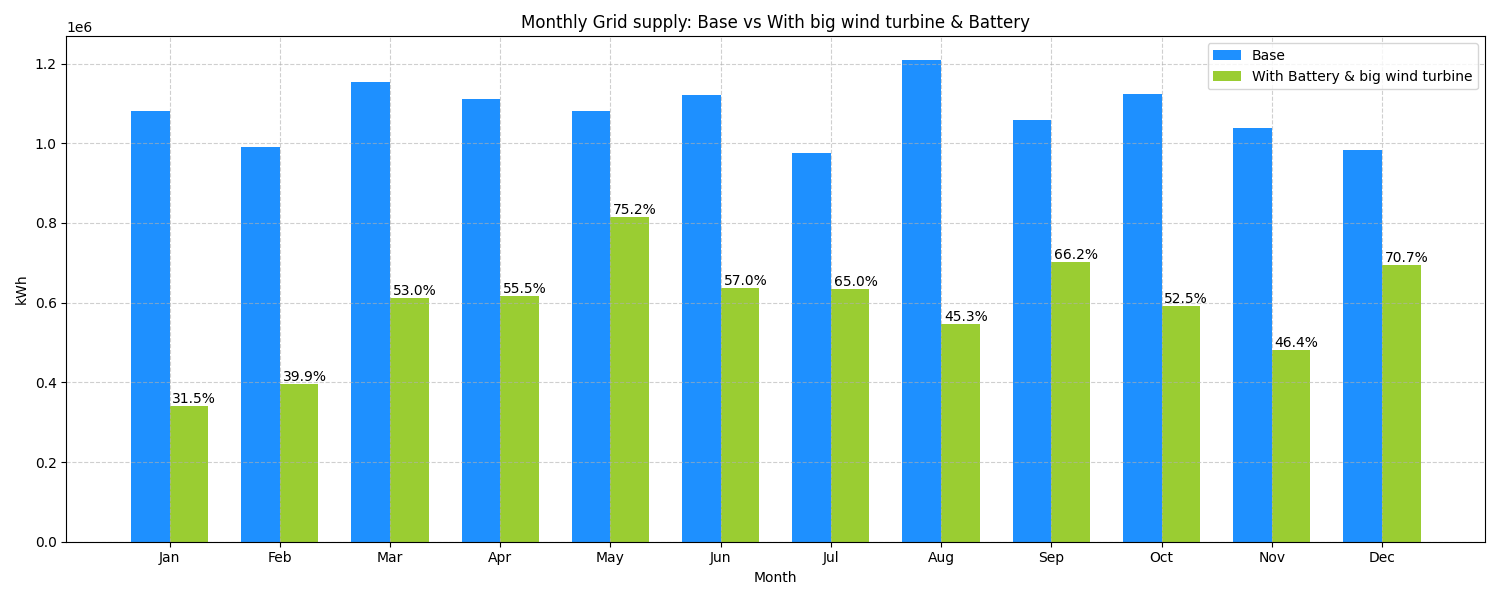 Monthly Grid supply: Base vs With big wind turbine & Battery
1e6
Base
With Battery & big wind turbine
kWh
1.2
1.0
0.8
0.6
0.4
0.2
0.0
31.5%
39.9%
53.0%
55.5%
75.2%
57.0%
65.0%
45.3%
66.2%
52.5%
46.4%
70.7%
Jan
Feb
Mar
Apr
May
Jun
Jul
Aug
Sep
Oct
Nov
Dec
Month